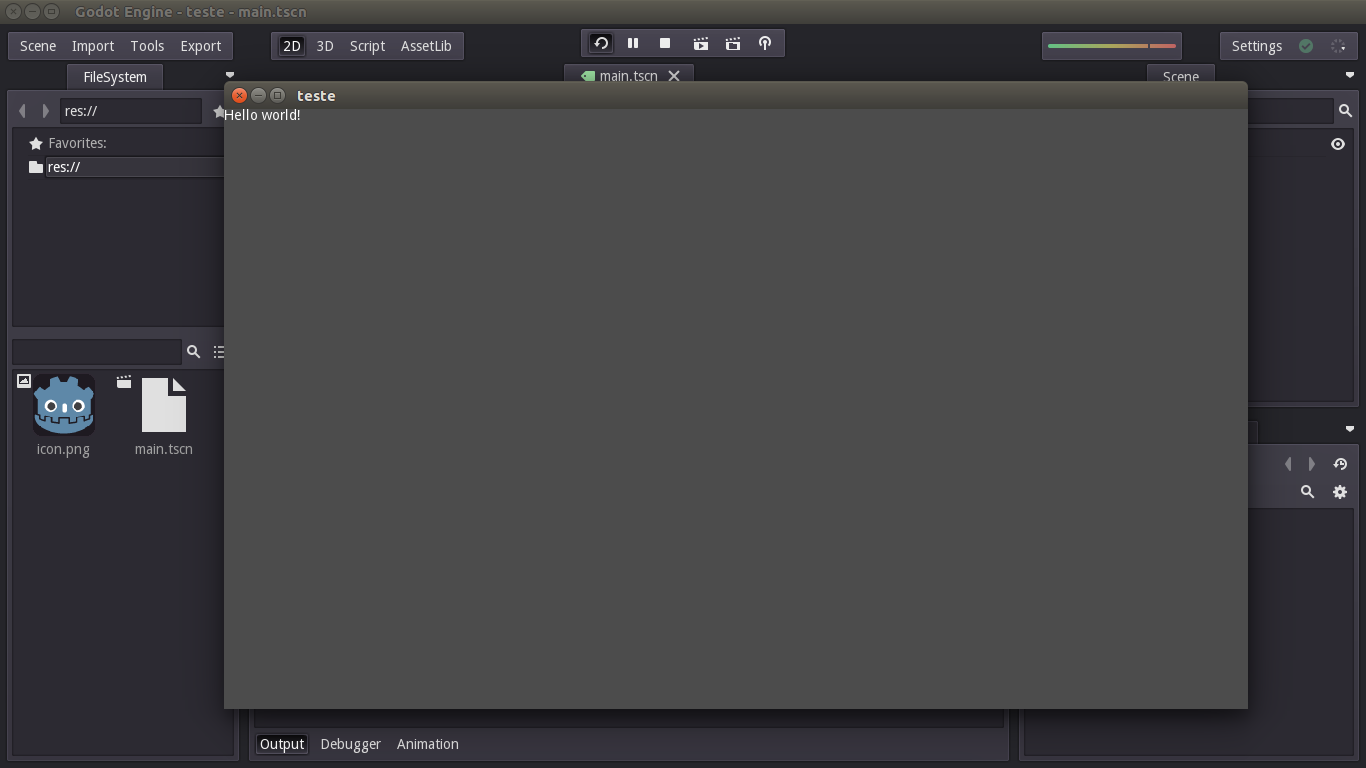 Godot Engine - teste - main.tscn
Scene Import Tools Export 2D 3D Script AssetLib Settings
FileSystem main.tscn Scene
teste
res://
Hello world!
Favorites:
res://
icon.png main.tscn
Output Debugger Animation